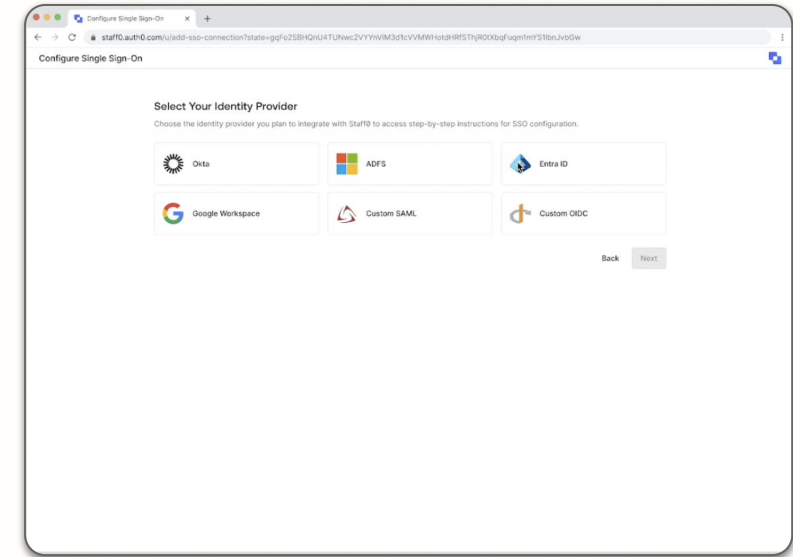 Configure Single Sign-On
staff0.auth0.com/u/add-sso-connection?state=
Configure Single Sign-On
Select Your Identity Provider
Choose the identity provider you plan to integrate with Staff0 to access step-by-step instructions for SSO configuration.
Okta
ADFS
Entra ID
Google Workspace
Custom SAML
Custom OIDC
Back
Next